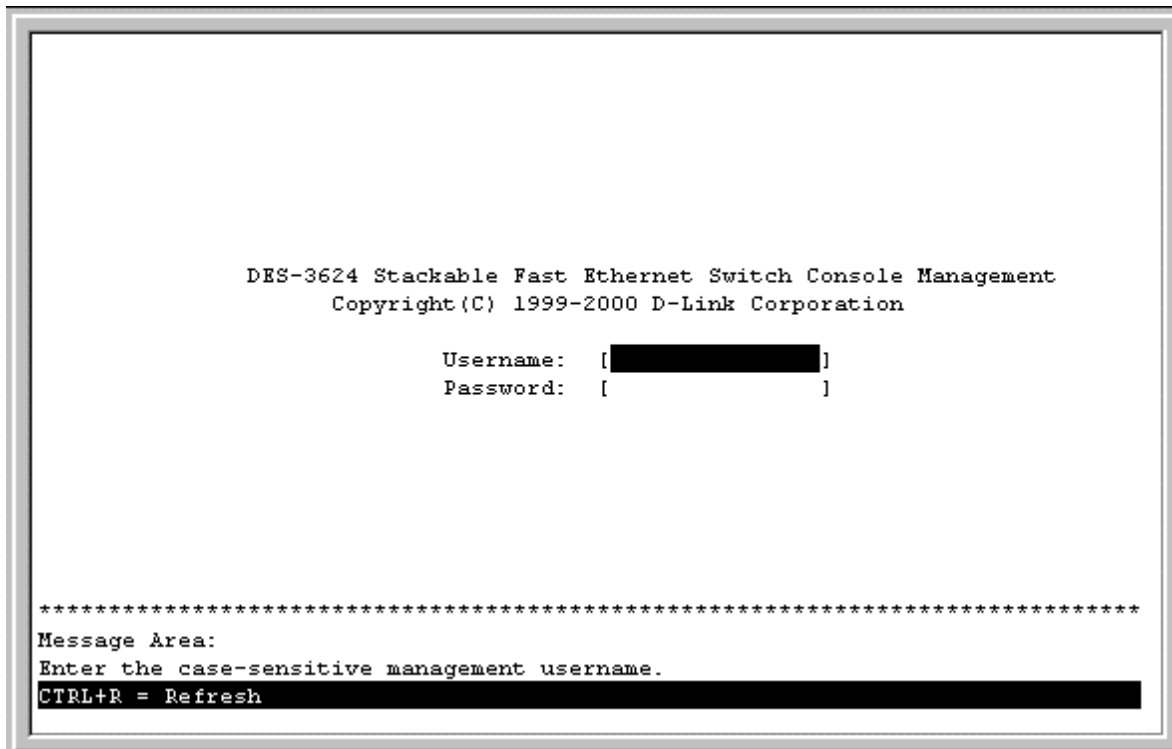 DES-3624 Stackable Fast Ethernet Switch Console Management
Copyright(C) 1999-2000 D-Link Corporation
Username: [ ]
Password: [ ]
*******************************************************************************
Message Area:
Enter the case-sensitive management username.
CTRL+R = Refresh